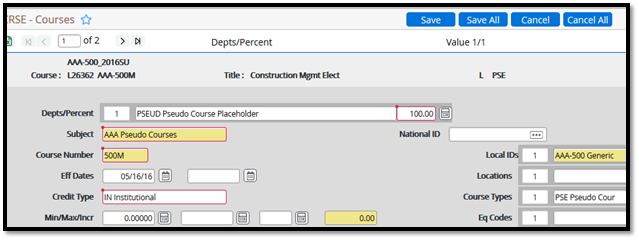 CRSE - Courses Save Save All Cancel Cancel All
1 of 2 Depts/Percent Value 1/1
AAA-500_2016SU
Course : L26362 AAA-500M Title : Construction Mgmt Elect L PSE
Depts/Percent 1 PSEUD Pseudo Course Placeholder 100.00
Subject AAA Pseudo Courses National ID
Course Number 500M Local IDs 1 AAA-500 Generic
Eff Dates 05/16/16 Locations 1
Credit Type IN Institutional Course Types 1 PSE Pseudo Cour
Min/Max/Incr 0.00000 0.00 Eq Codes 1